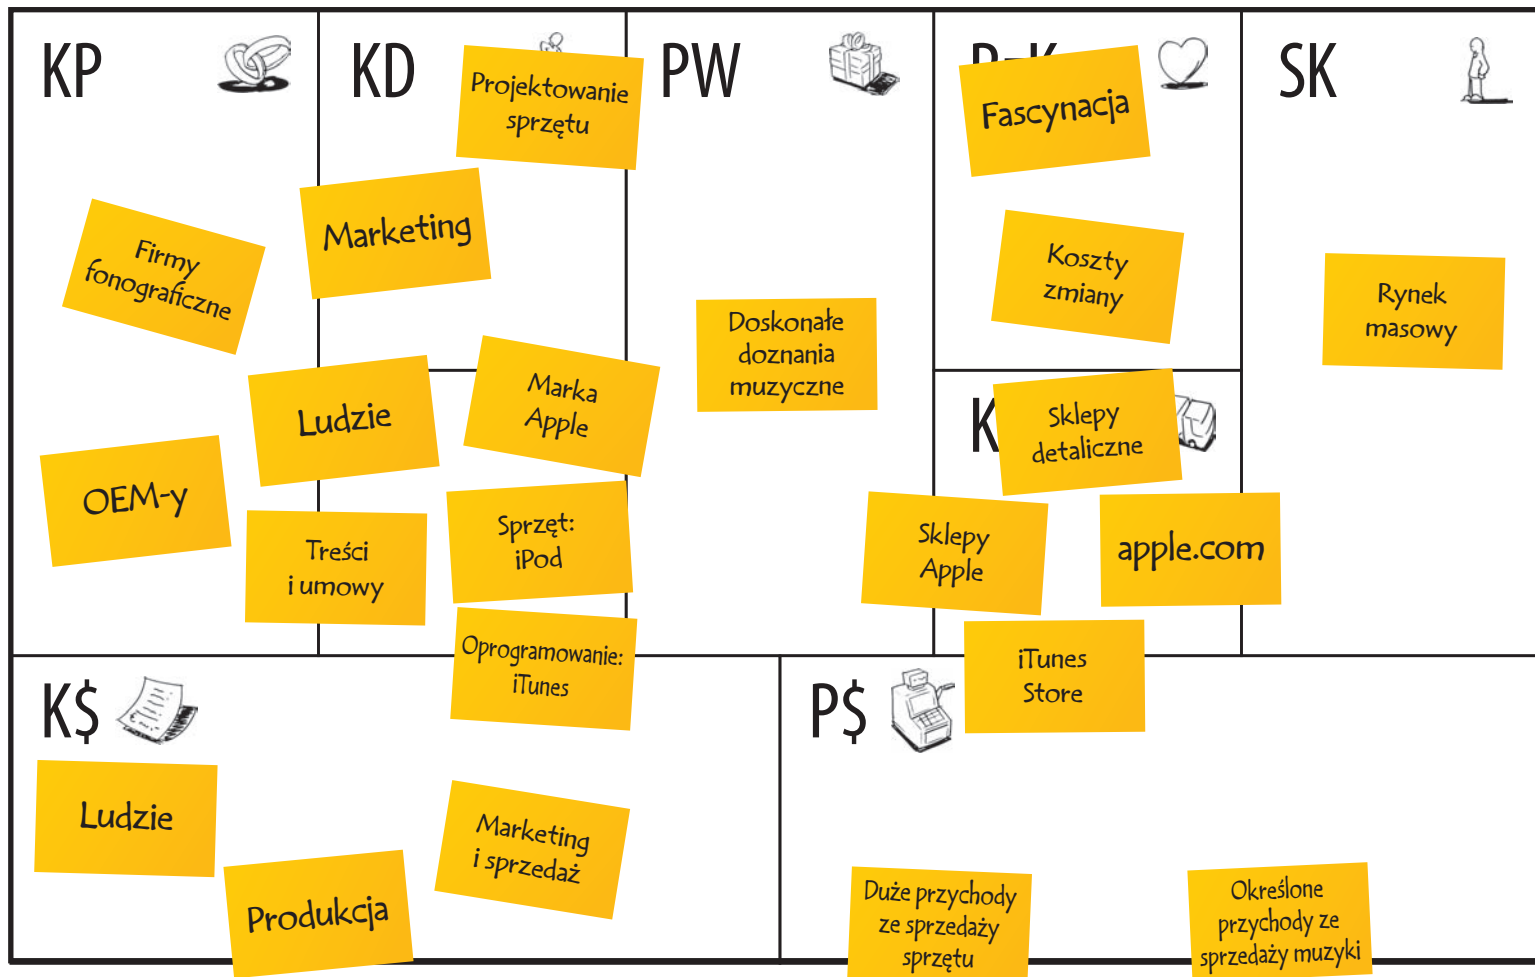 KP
Firmy
fonograficzne
OEM-y
KD
Projektowanie
sprzętu
Marketing
Ludzie
Marka
Apple
Treści
i umowy
Sprzęt:
iPod
Oprogramowanie:
iTunes
PW
Doskonałe
doznania
muzyczne
Fascynacja
Koszty
zmiany
K
Sklepy
detaliczne
Sklepy
Apple
apple.com
iTunes
Store
SK
Rynek
masowy
K$
Ludzie
Produkcja
Marketing
i sprzedaż
P$
Duże przychody
ze sprzedaży
sprzętu
Określone
przychody ze
sprzedaży muzyki